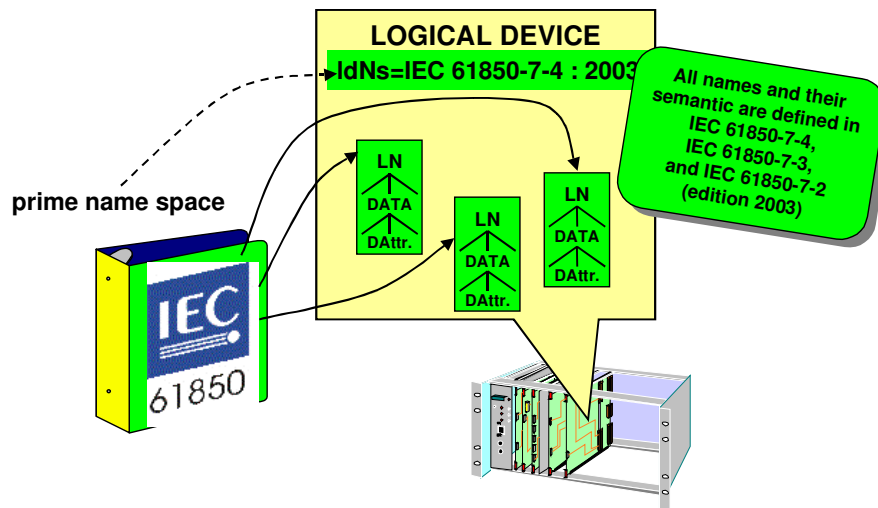 LOGICAL DEVICE
IdNs=IEC 61850-7-4 : 2003
All names and their
semantic are defined in
IEC 61850-7-4,
IEC 61850-7-3,
and IEC 61850-7-2
(edition 2003)
prime name space
LN
DATA
DAttr.
LN
DATA
DAttr.
LN
DATA
DAttr.
IEC
61850